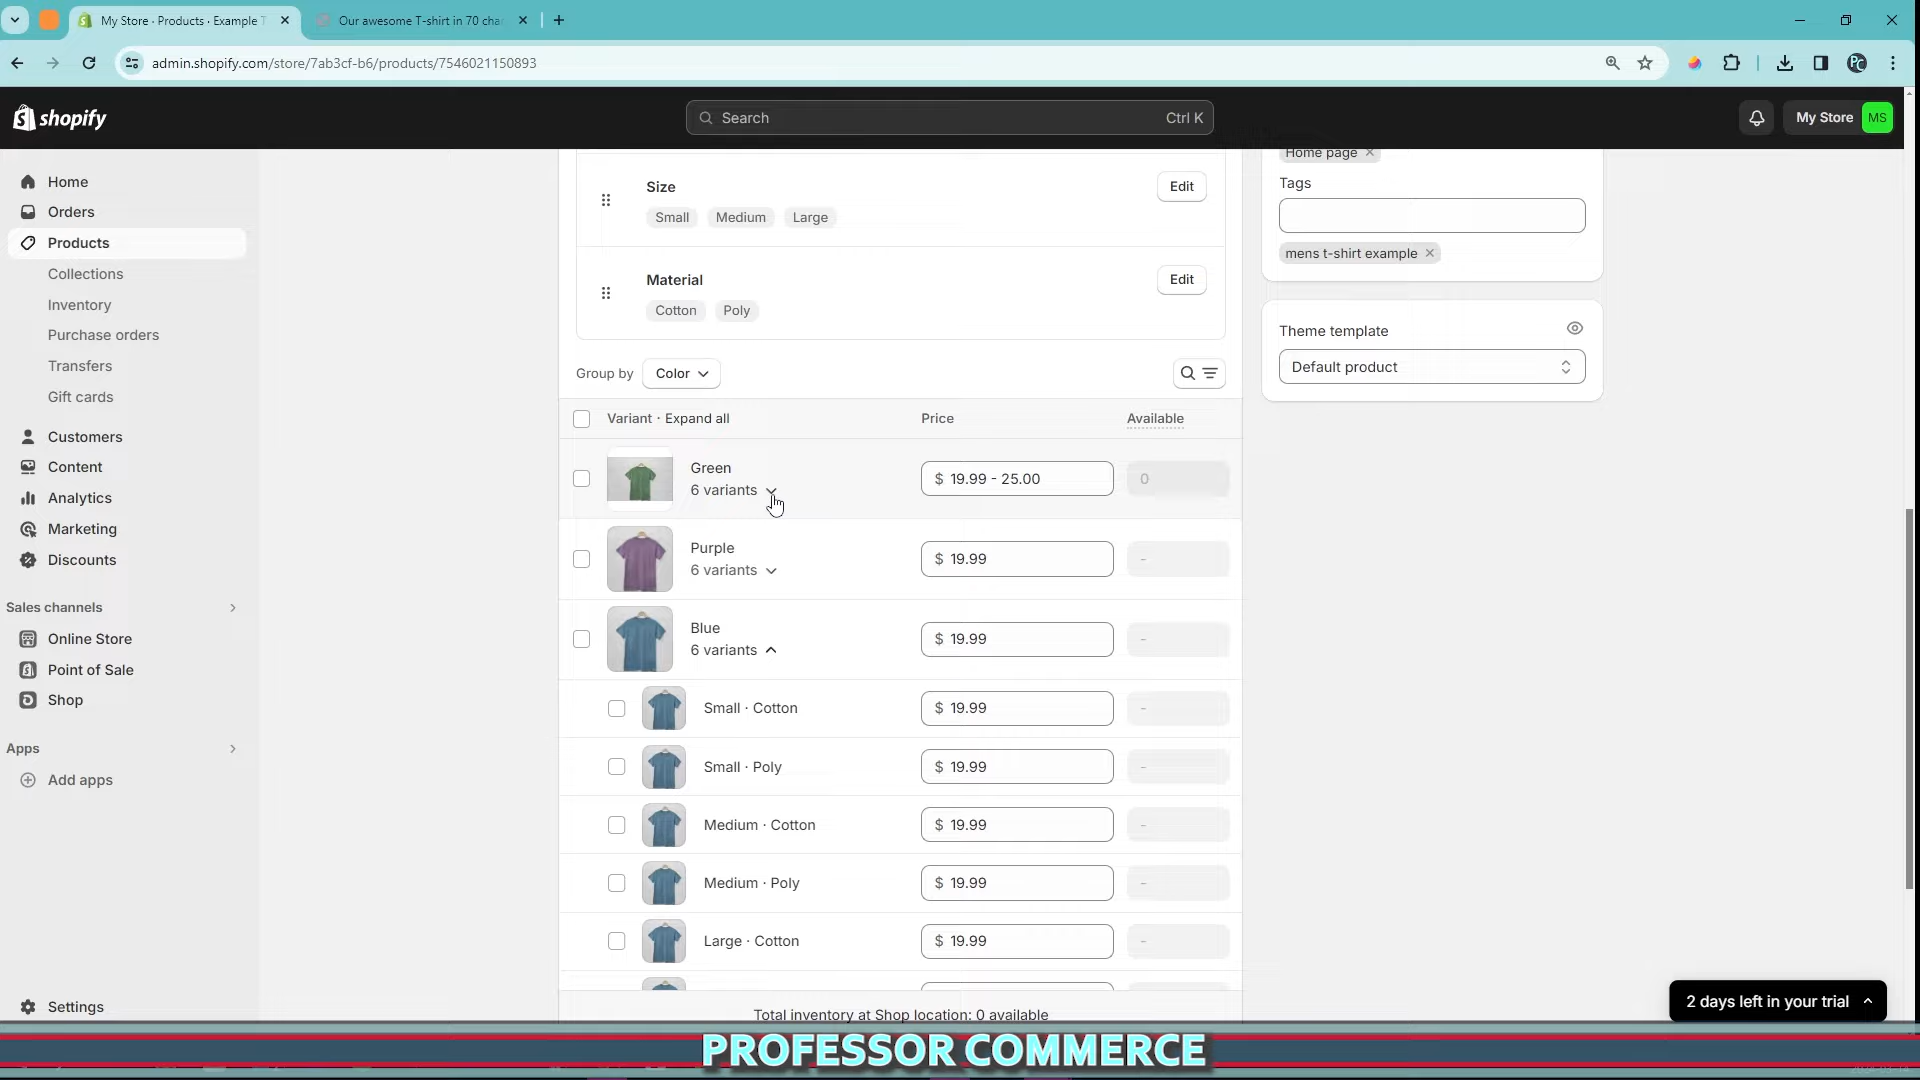 My Store · Products · Example T
Our awesome T-shirt in 70 cha
admin.shopify.com/store/7ab3cf-b6/products/7546021150893
shopify
Search
Ctrl K
My Store
MS
Home
Orders
Products
Collections
Inventory
Purchase orders
Transfers
Gift cards
Customers
Content
Analytics
Marketing
Discounts
Sales channels
Online Store
Point of Sale
Shop
Apps
Add apps
Settings
Size
Edit
Small Medium Large
Material
Edit
Cotton Poly
Group by Color
Variant · Expand all Price Available
Green
6 variants
$ 19.99 - 25.00
0
Purple
6 variants
$ 19.99
-
Blue
6 variants
$ 19.99
-
Small · Cotton $ 19.99 -
Small · Poly $ 19.99 -
Medium · Cotton $ 19.99 -
Medium · Poly $ 19.99 -
Large · Cotton $ 19.99 -
Total inventory at Shop location: 0 available
Home page
Tags
mens t-shirt example
Theme template
Default product
2 days left in your trial
PROFESSOR COMMERCE